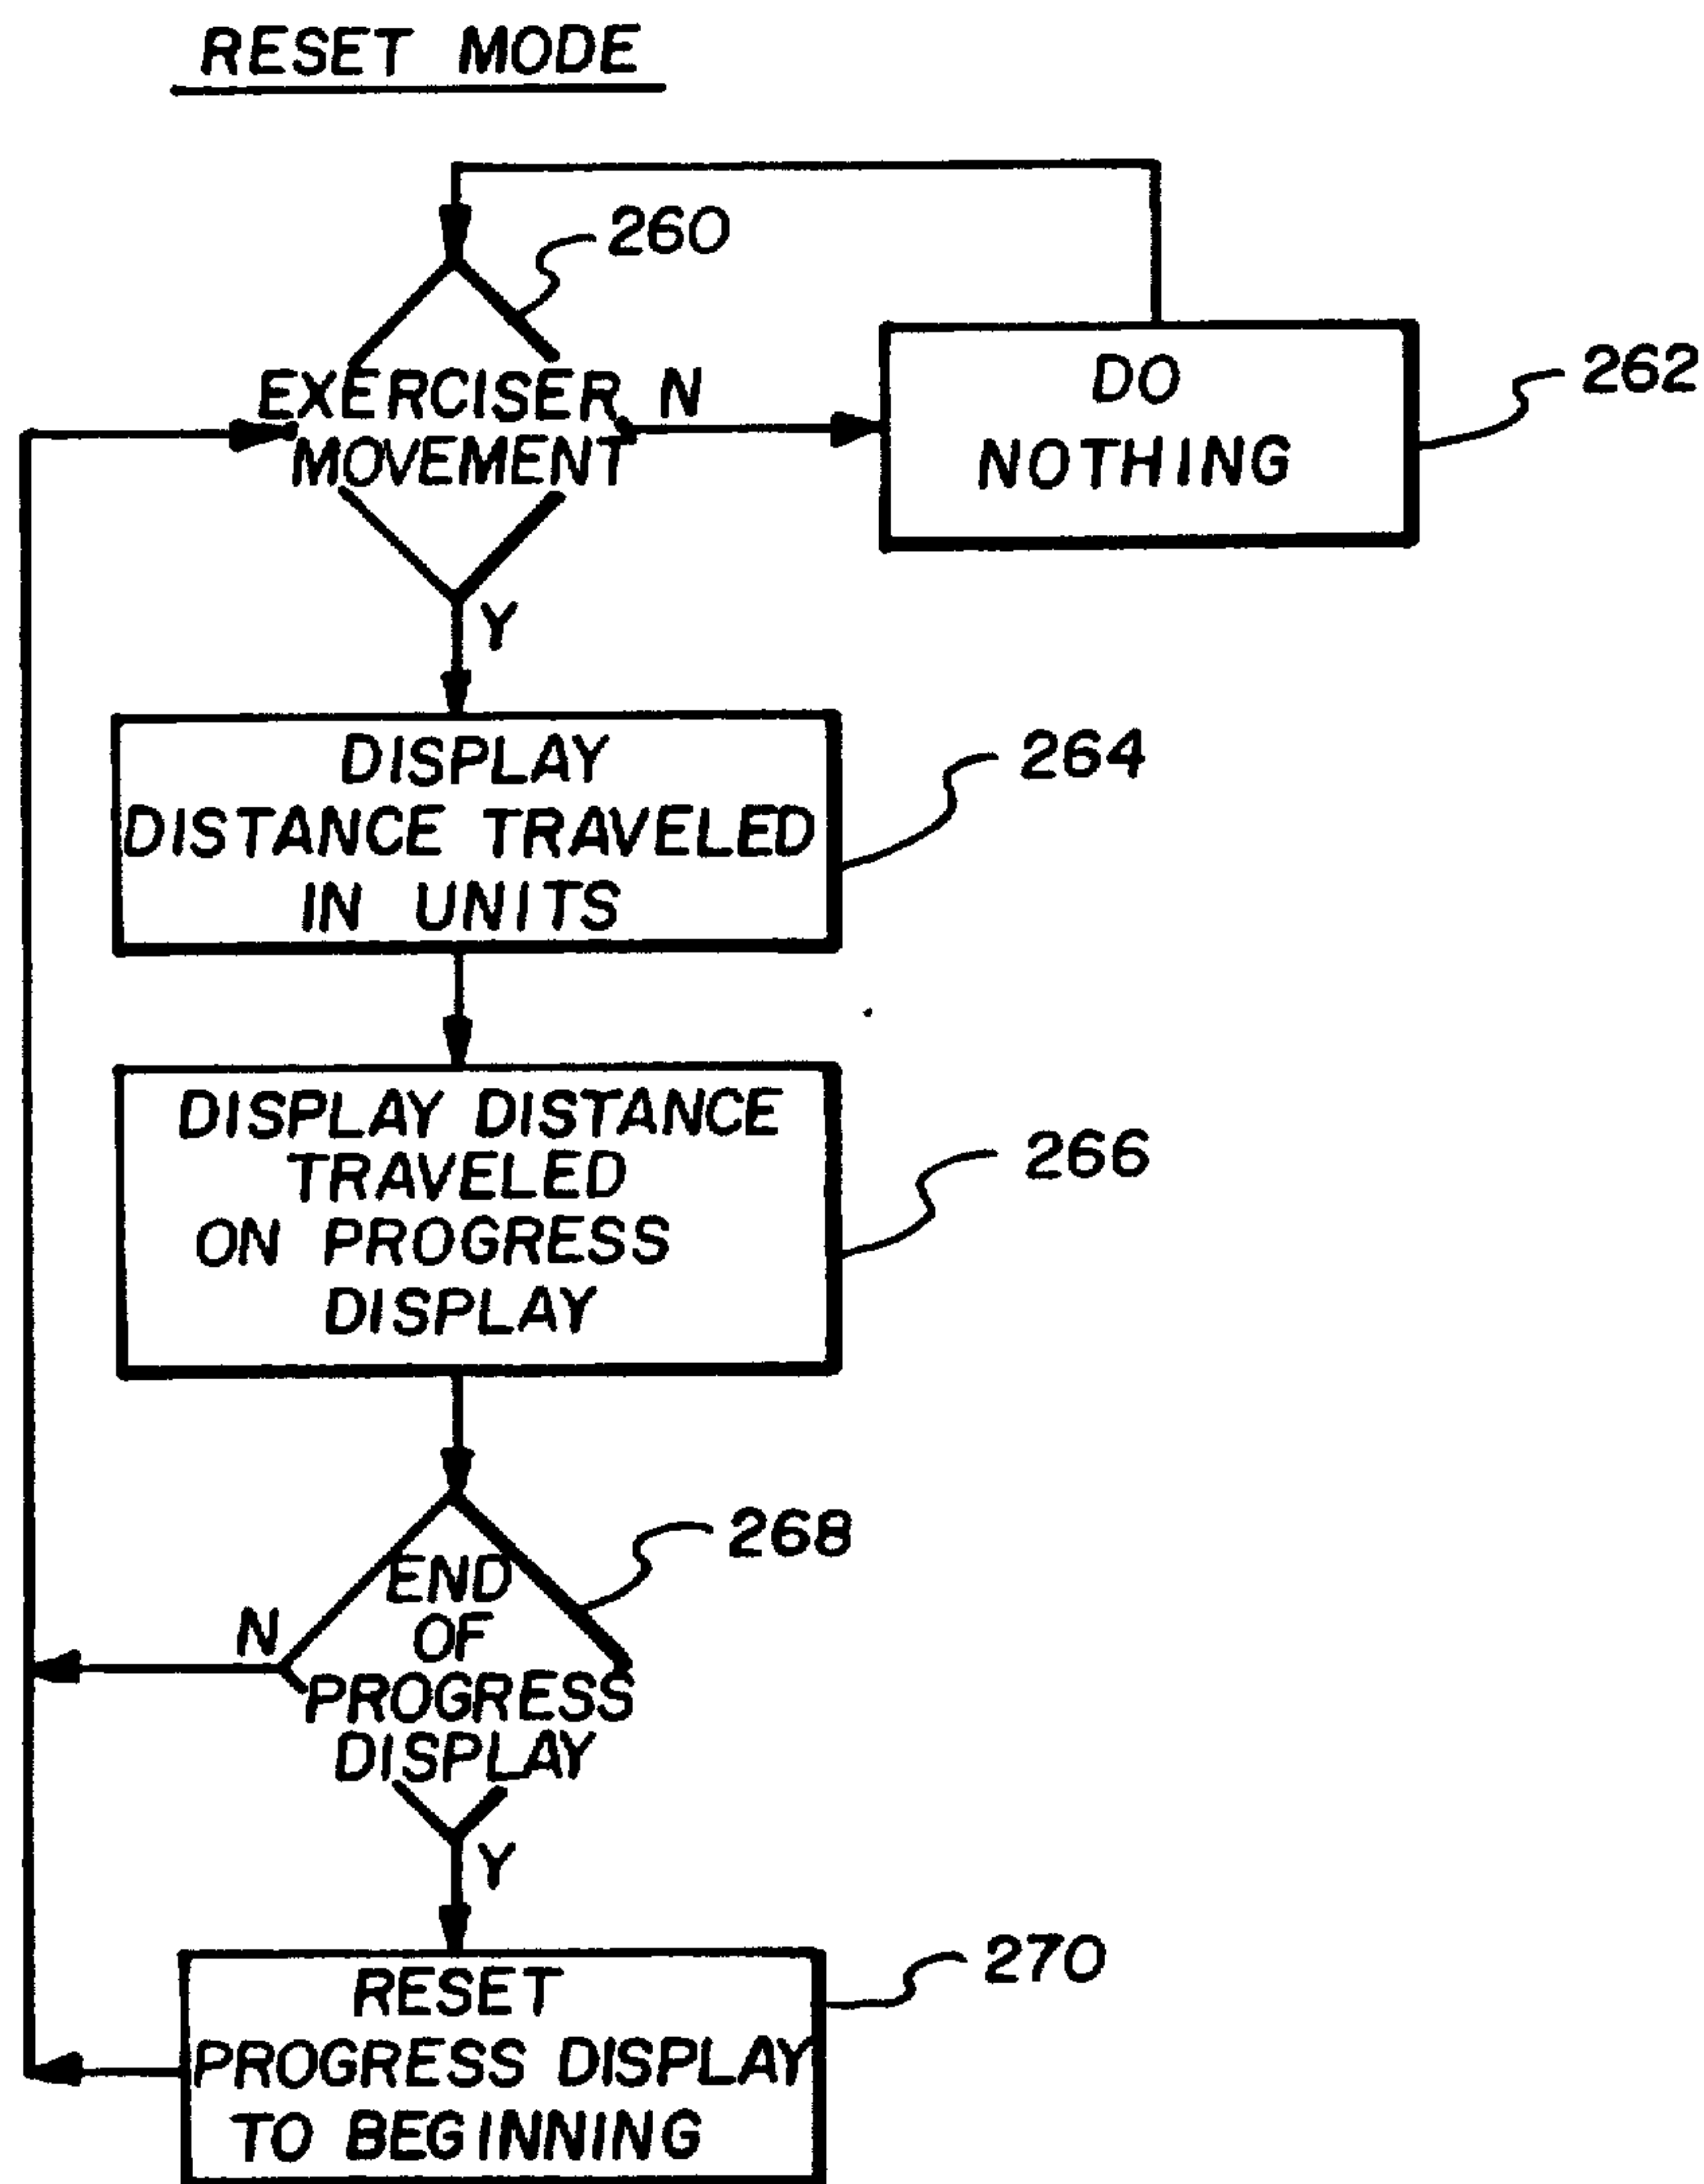 RESET MODE
260
EXERCISER
MOVEMENT
N
DO
NOTHING
262
Y
DISPLAY
DISTANCE TRAVELED
IN UNITS
264
DISPLAY DISTANCE
TRAVELED
ON PROGRESS
DISPLAY
266
END
OF
PROGRESS
DISPLAY
268
N
Y
RESET
PROGRESS DISPLAY
TO BEGINNING
270